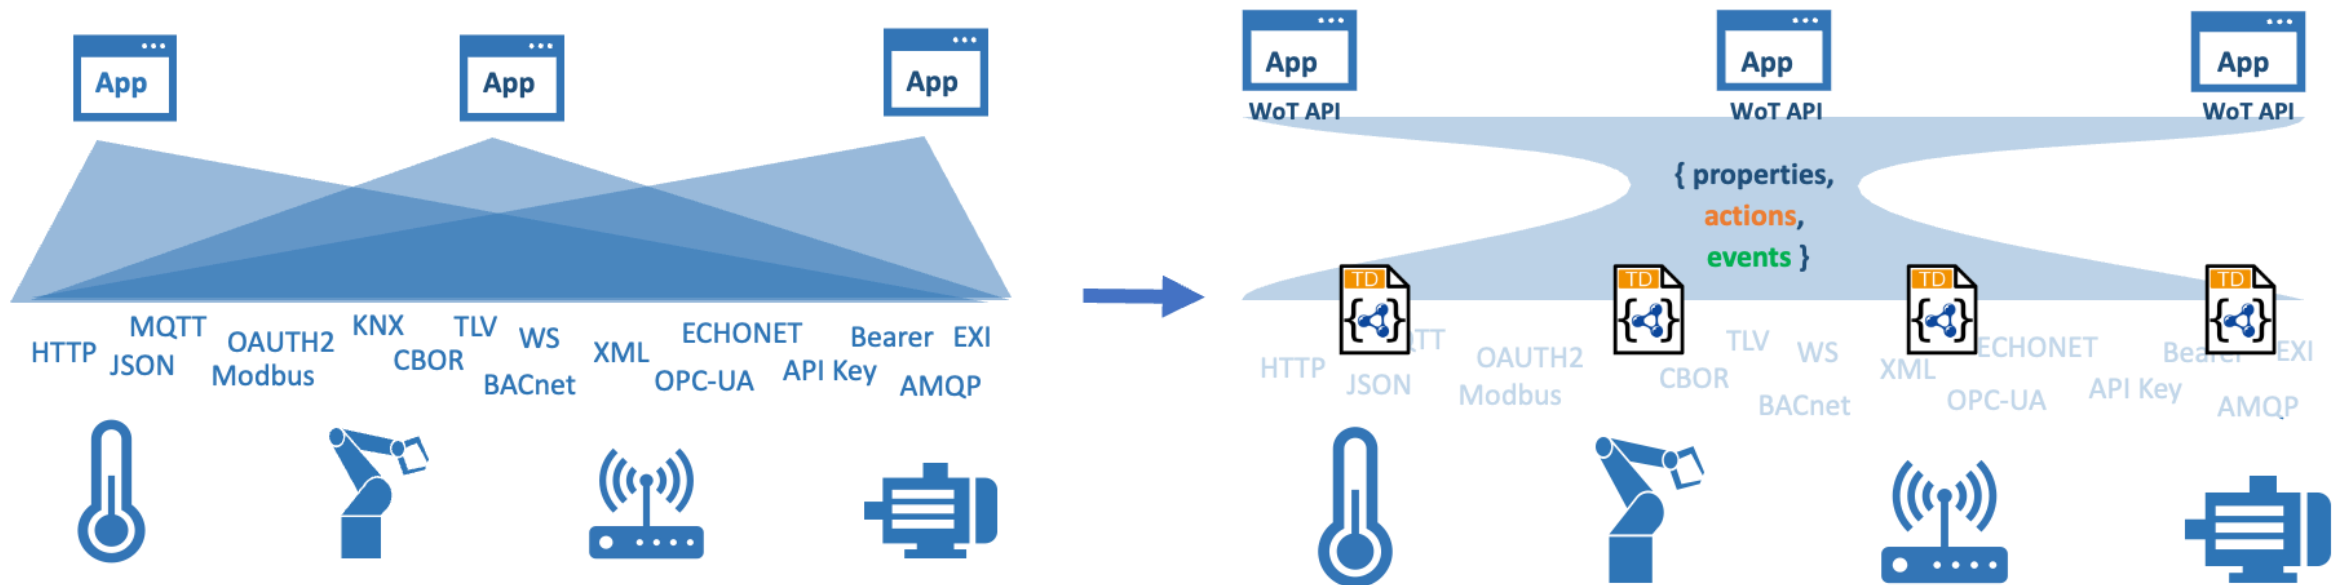 App
App
App
HTTP
MQTT
JSON
OAUTH2
Modbus
KNX
CBOR
TLV
WS
BACnet
XML
ECHONET
OPC-UA
API Key
Bearer
EXI
AMQP
App
WoT API
App
WoT API
App
WoT API
{ properties,
actions,
events }
TD
TD
TD
TD
HTTP
JSON
OAUTH2
Modbus
CBOR
TLV
WS
BACnet
XML
ECHONET
OPC-UA
API Key
EXI
AMQP